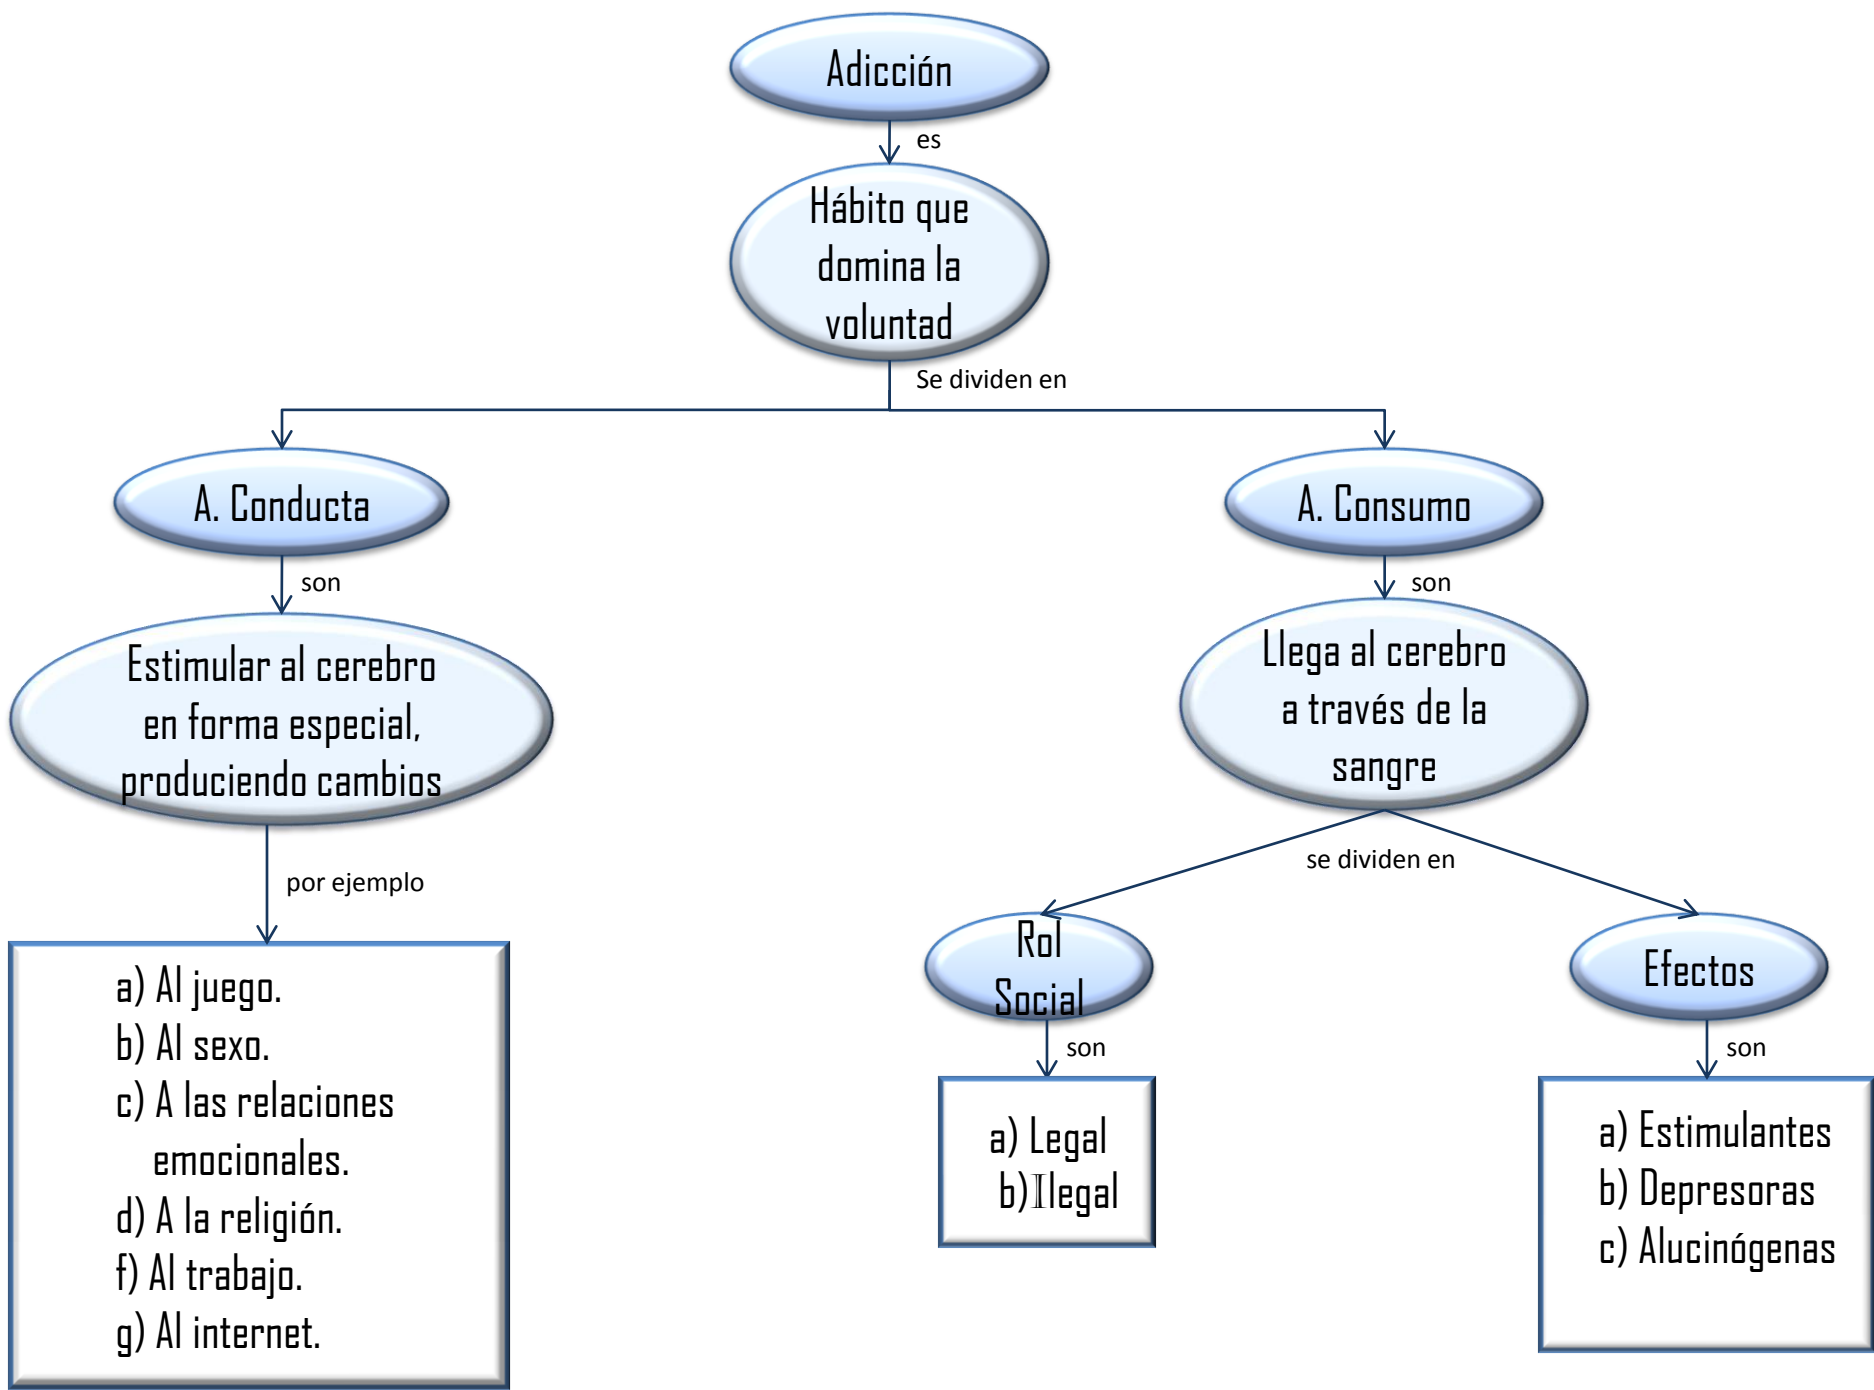 Adicción
es
Hábito que
domina la
voluntad
Se dividen en
A. Conducta
son
Estimular al cerebro
en forma especial,
produciendo cambios
por ejemplo
a) Al juego.
b) Al sexo.
c) A las relaciones
emocionales.
d) A la religión.
f) Al trabajo.
g) Al internet.
A. Consumo
son
Llega al cerebro
a través de la
sangre
se dividen en
Rol
Social
son
a) Legal
b)Ilegal
Efectos
son
a) Estimulantes
b) Depresoras
c) Alucinógenas